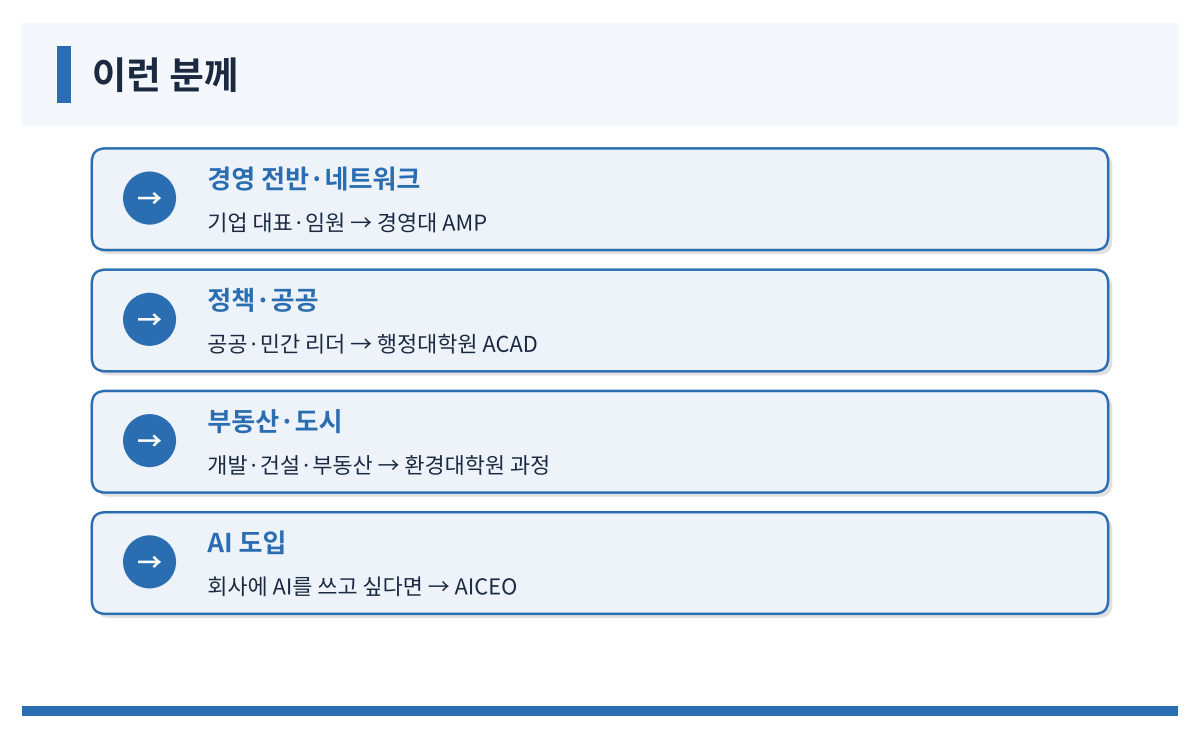 이런 분께
→
경영 전반·네트워크
기업 대표·임원 → 경영대 AMP
→
정책·공공
공공·민간 리더 → 행정대학원 ACAD
→
부동산·도시
개발·건설·부동산 → 환경대학원 과정
→
AI 도입
회사에 AI를 쓰고 싶다면 → AICEO